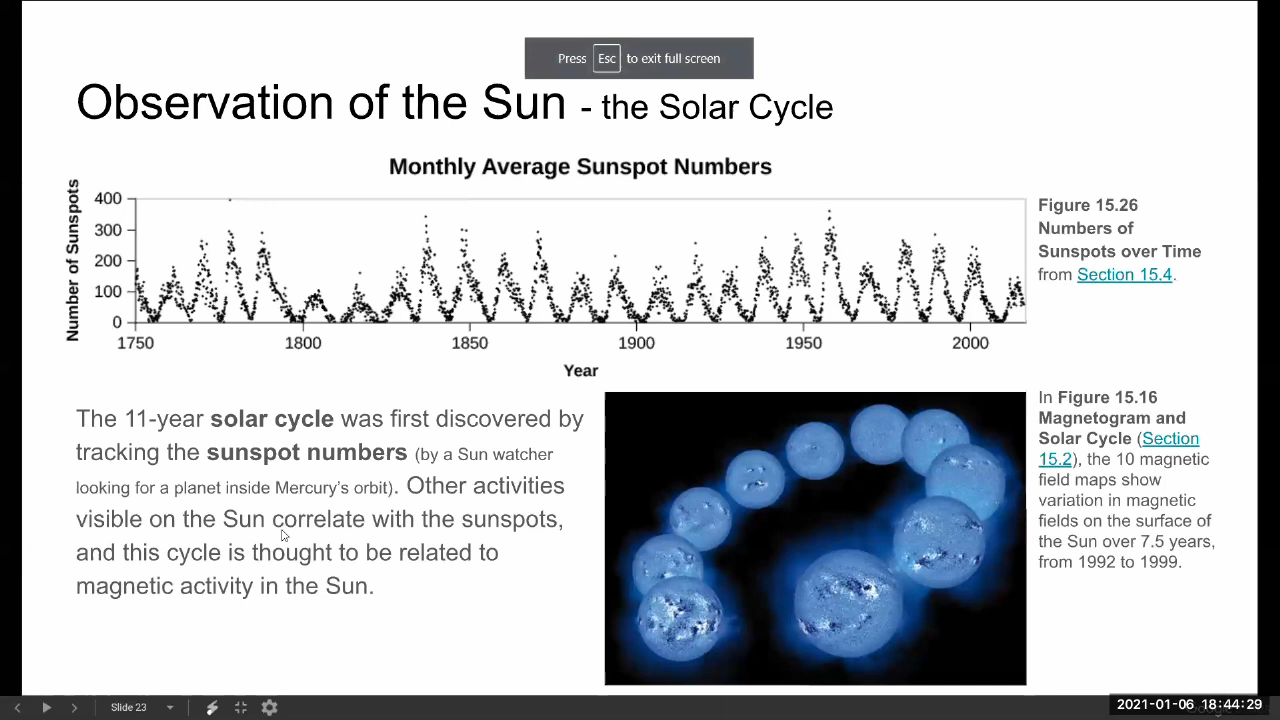 Press Esc to exit full screen
Observation of the Sun - the Solar Cycle
Monthly Average Sunspot Numbers
Number of Sunspots
400
300
200
100
0
1750 1800 1850 1900 1950 2000
Year
Figure 15.26
Numbers of
Sunspots over Time
from Section 15.4.
The 11-year solar cycle was first discovered by
tracking the sunspot numbers (by a Sun watcher
looking for a planet inside Mercury's orbit). Other activities
visible on the Sun correlate with the sunspots,
and this cycle is thought to be related to
magnetic activity in the Sun.
In Figure 15.16
Magnetogram and
Solar Cycle (Section
15.2), the 10 magnetic
field maps show
variation in magnetic
fields on the surface of
the Sun over 7.5 years,
from 1992 to 1999.
Slide 23
2021-01-06 18:44:29